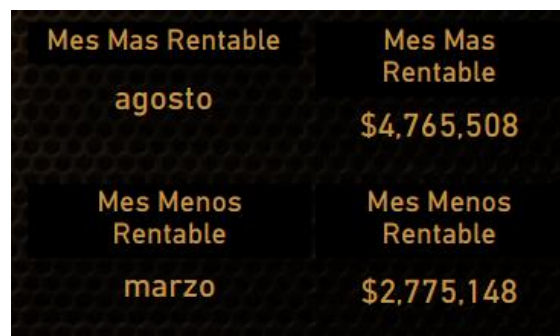 Mes Mas Rentable
agosto
Mes Mas
Rentable
$4,765,508
Mes Menos
Rentable
marzo
Mes Menos
Rentable
$2,775,148